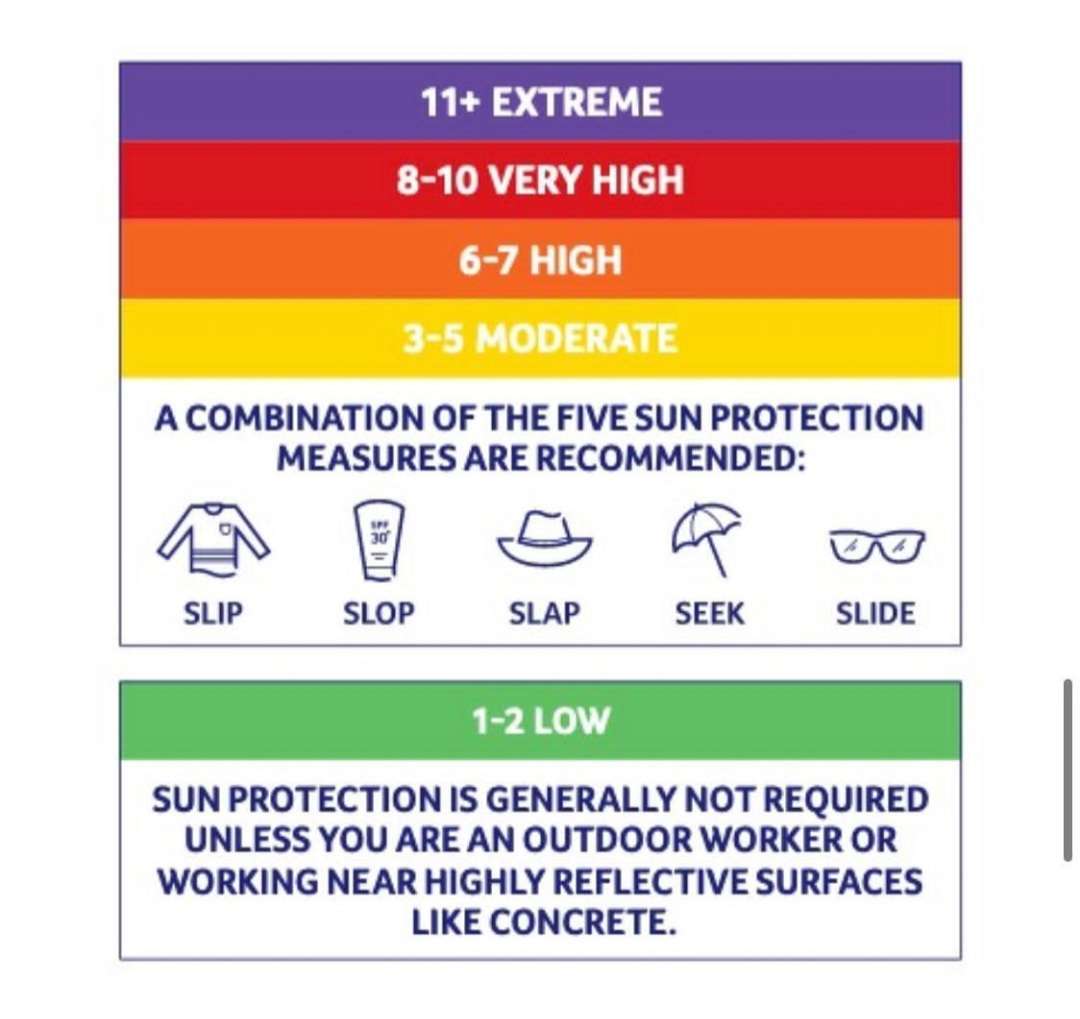 11+ EXTREME
8-10 VERY HIGH
6-7 HIGH
3-5 MODERATE
A COMBINATION OF THE FIVE SUN PROTECTION
MEASURES ARE RECOMMENDED:
SPF
30+
SLIP SLOP SLAP SEEK SLIDE
1-2 LOW
SUN PROTECTION IS GENERALLY NOT REQUIRED
UNLESS YOU ARE AN OUTDOOR WORKER OR
WORKING NEAR HIGHLY REFLECTIVE SURFACES
LIKE CONCRETE.